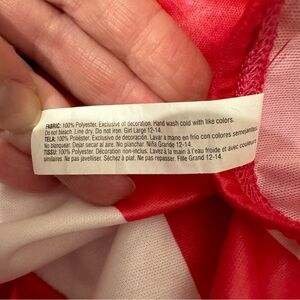 FABRIC: 100% Polyester. Exclusive of decoration. Hand wash cold with like colors.
Do not bleach. Line dry. Do not iron. Girl Large 12-14.
TELA: 100% Poliéster. Decoración exclusiva. Lavar a mano en frío con colores semejantes.
No blanquear. Dejar secar al aire. No planchar. Niña Grande 12-14.
TISSU: 100% Polyester. Décoration non-inclus. Lavez à la main à l'eau froide et avec couleurs
similaires. Ne pas javelliser. Séchez à plat. Ne pas repasser. Fille Grand 12-14.